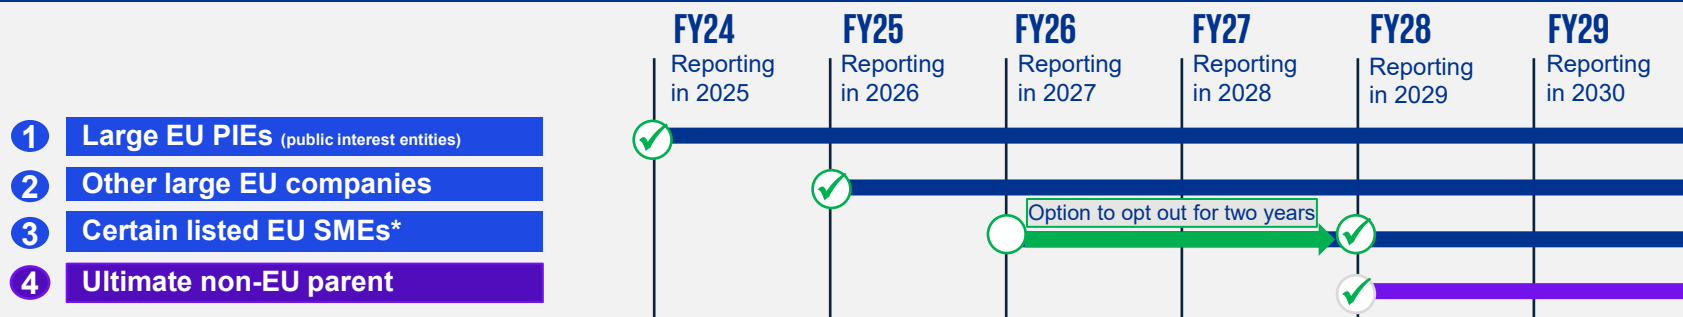 FY24 FY25 FY26 FY27 FY28 FY29
Reporting Reporting Reporting Reporting Reporting Reporting
in 2025 in 2026 in 2027 in 2028 in 2029 in 2030
1 Large EU PIEs (public interest entities)
2 Other large EU companies
3 Certain listed EU SMEs*
Option to opt out for two years
4 Ultimate non-EU parent